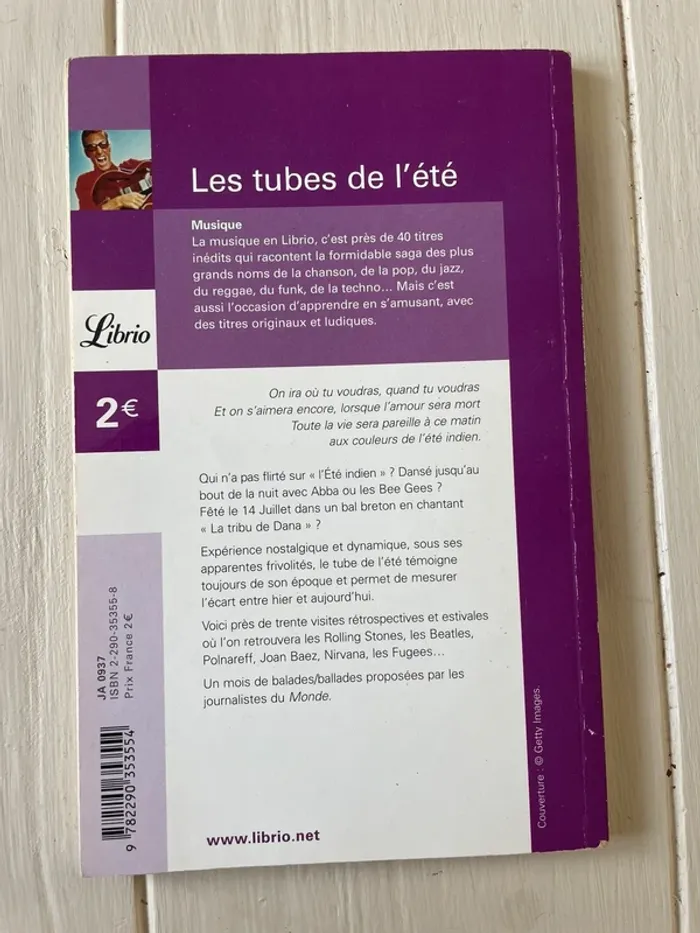 Les tubes de l'été
Musique
La musique en Librio, c'est près de 40 titres
inédits qui racontent la formidable saga des plus
grands noms de la chanson, de la pop, du jazz,
du reggae, du funk, de la techno... Mais c'est
aussi l'occasion d'apprendre en s'amusant, avec
des titres originaux et ludiques.
Librio
2€
On ira où tu voudras, quand tu voudras
Et on s'aimera encore, lorsque l'amour sera mort
Toute la vie sera pareille à ce matin
aux couleurs de l'été indien.
Qui n'a pas flirté sur « l'Été indien » ? Dansé jusqu'au
bout de la nuit avec Abba ou les Bee Gees ?
Fêté le 14 Juillet dans un bal breton en chantant
« La tribu de Dana » ?
Expérience nostalgique et dynamique, sous ses
apparentes frivolités, le tube de l'été témoigne
toujours de son époque et permet de mesurer
l'écart entre hier et aujourd'hui.
Voici près de trente visites rétrospectives et estivales
où l'on retrouvera les Rolling Stones, les Beatles,
Polnareff, Joan Baez, Nirvana, les Fugees...
Un mois de balades/ballades proposées par les
journalistes du Monde.
JA 0937
ISBN 2-290-35355-8
Prix France 2 €
9 782290 353554
www.librio.net
Couverture : © Getty Images